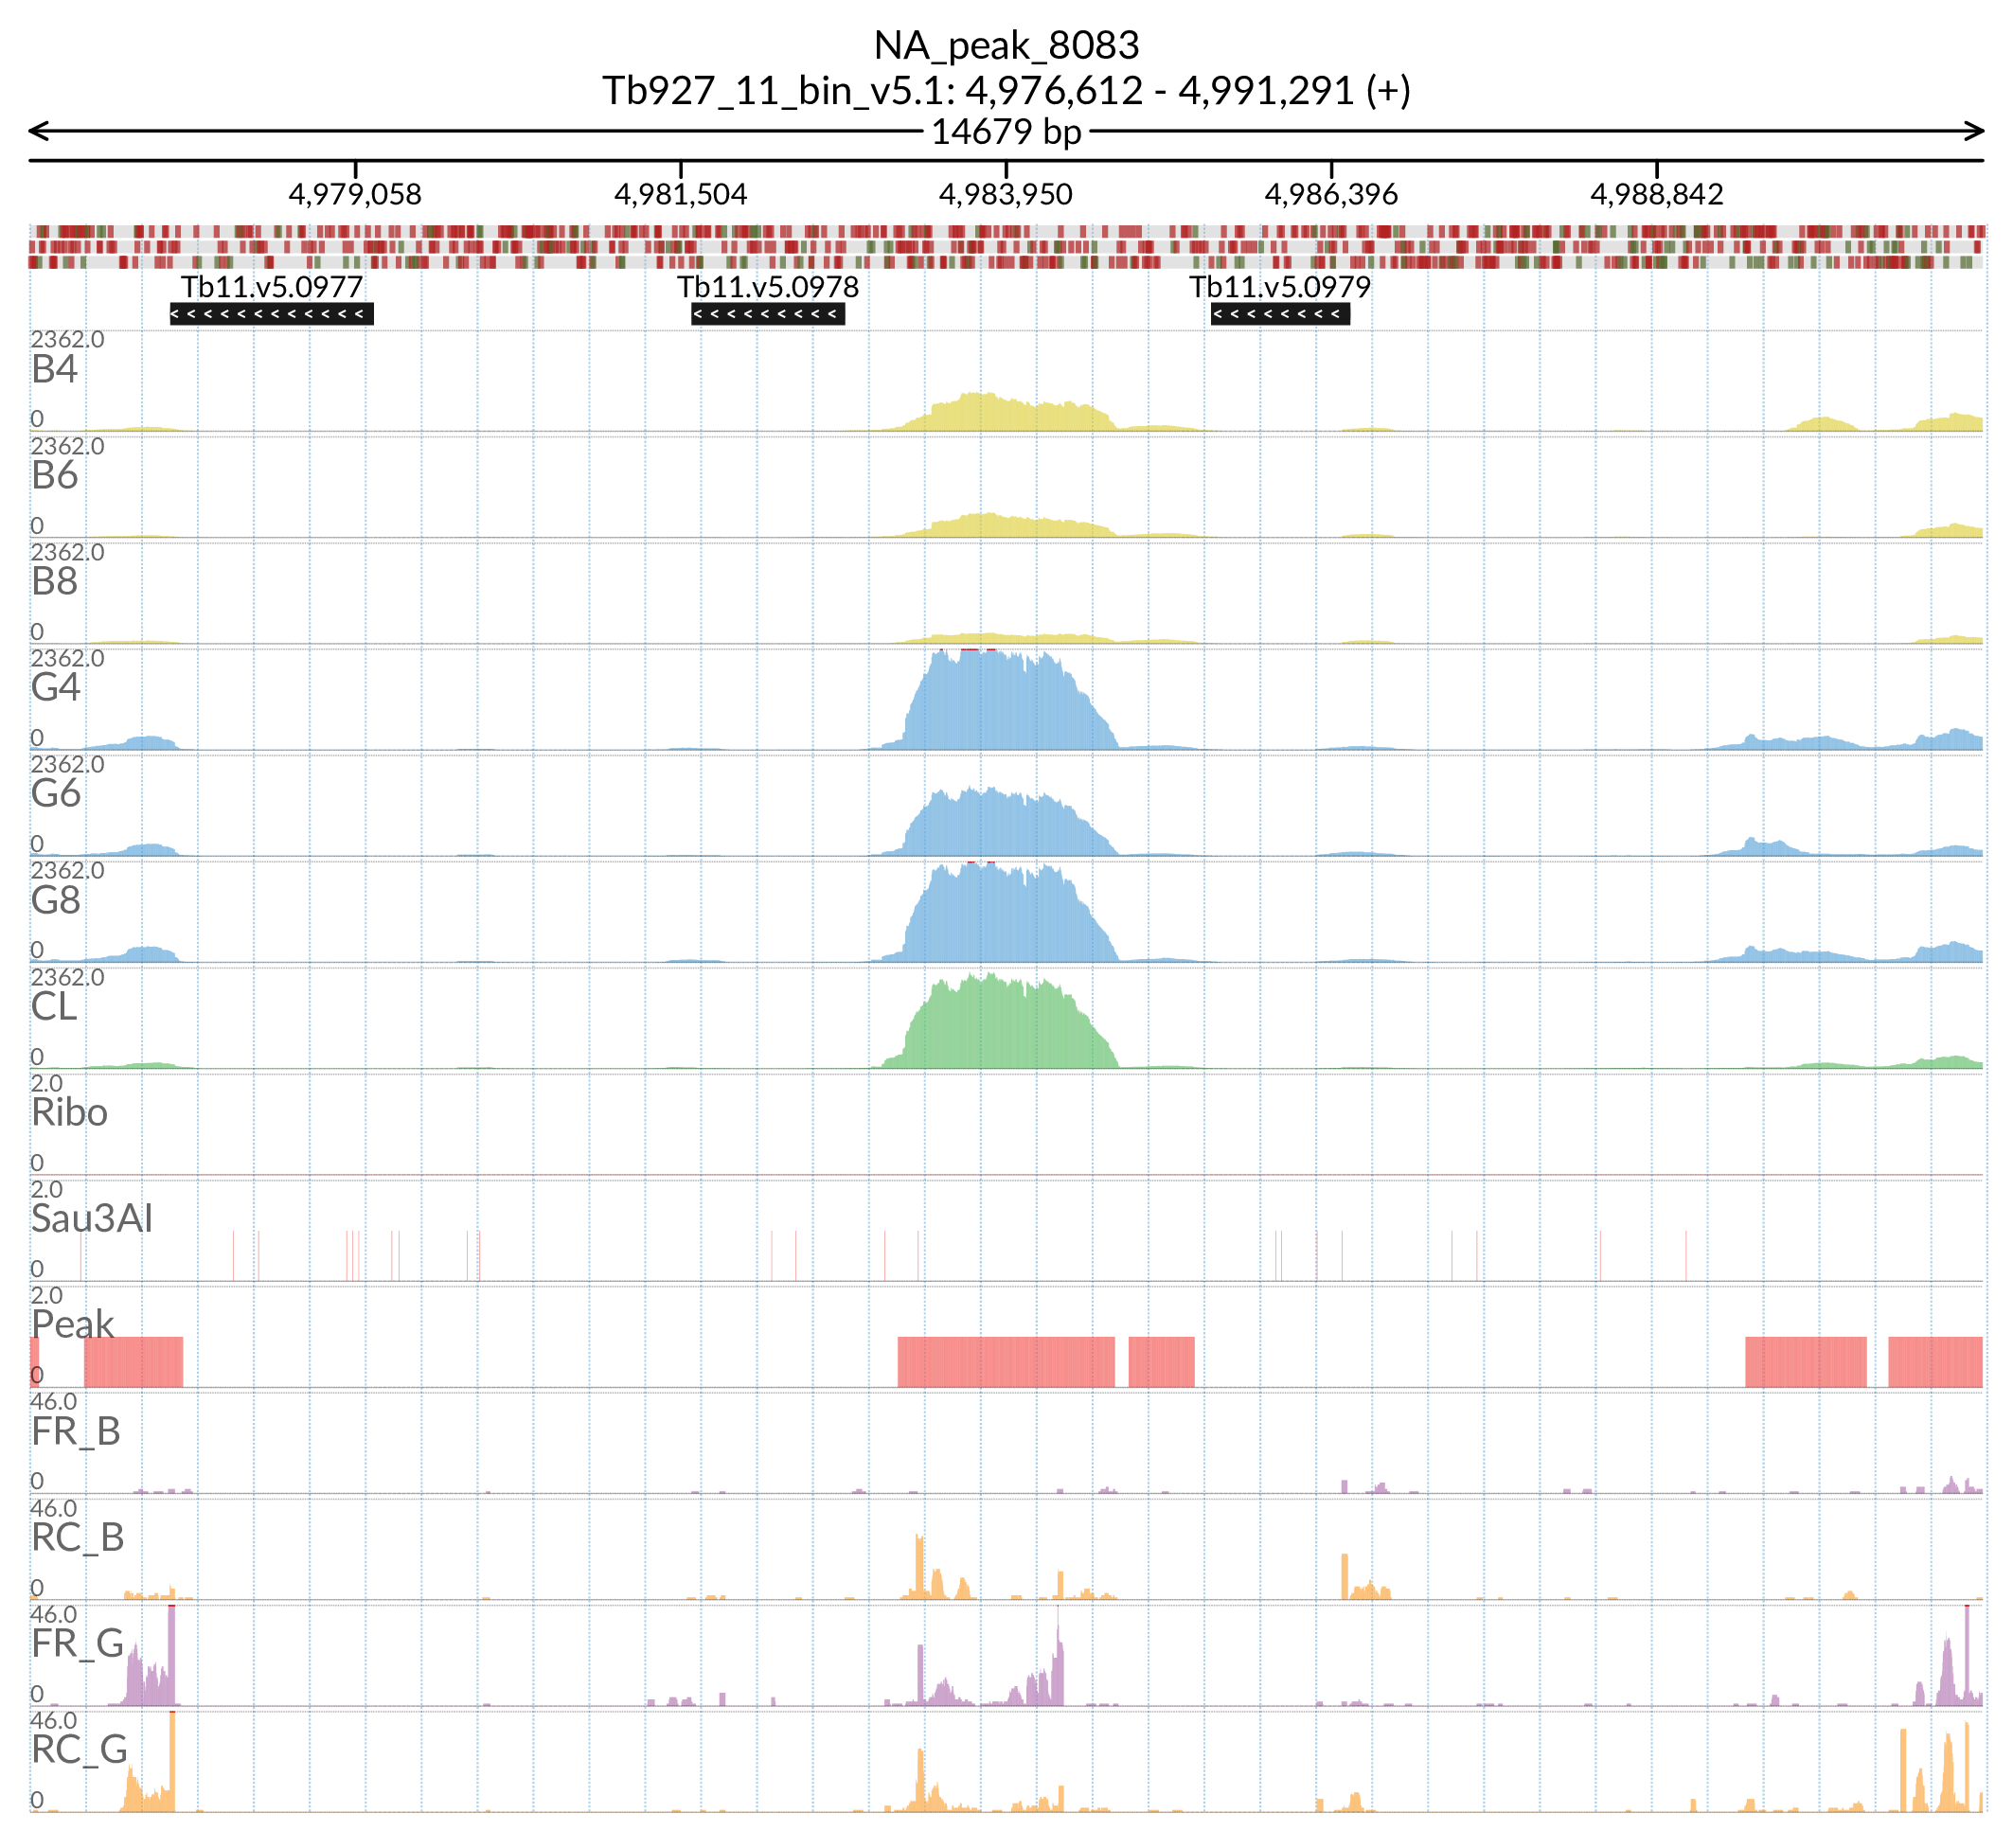 NA_peak_8083
Tb927_11_bin_v5.1: 4,976,612 - 4,991,291 (+)
14679 bp
4,979,058 4,981,504 4,983,950 4,986,396 4,988,842
Tb11.v5.0977 Tb11.v5.0978 Tb11.v5.0979
2362.0
B4
0
2362.0
B6
0
2362.0
B8
0
2362.0
G4
0
2362.0
G6
0
2362.0
G8
0
2362.0
CL
0
2.0
Ribo
0
2.0
Sau3AI
0
2.0
Peak
0
46.0
FR_B
0
46.0
RC_B
0
46.0
FR_G
0
46.0
RC_G
0